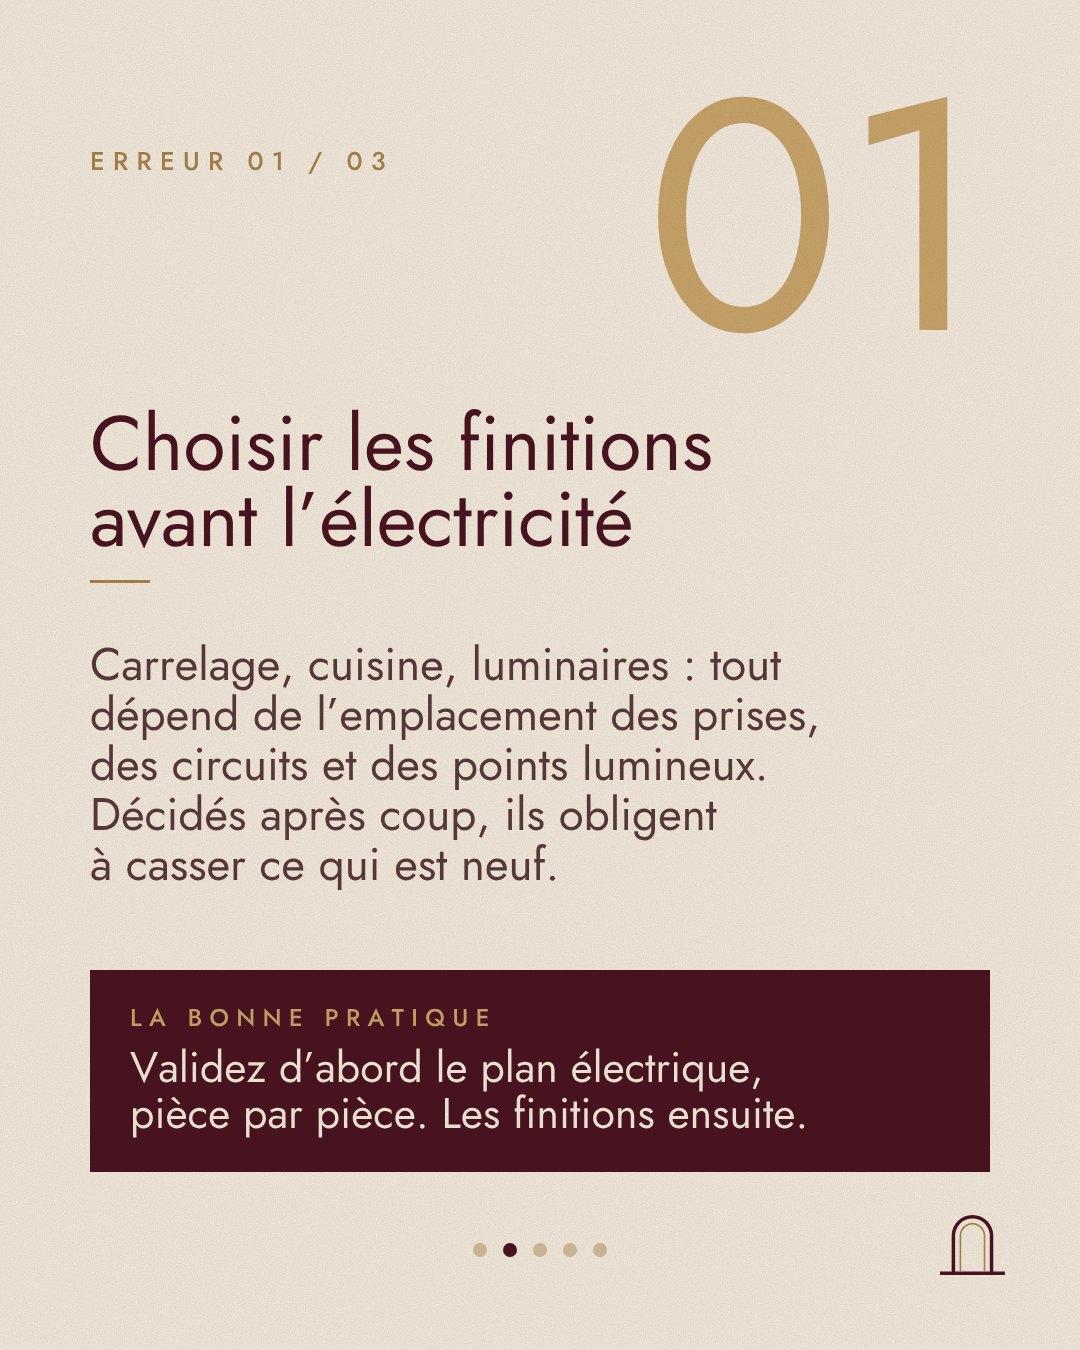 ERREUR 01 / 03
01
Choisir les finitions
avant l’électricité
Carrelage, cuisine, luminaires : tout
dépend de l’emplacement des prises,
des circuits et des points lumineux.
Décidés après coup, ils obligent
à casser ce qui est neuf.
LA BONNE PRATIQUE
Validez d’abord le plan électrique,
pièce par pièce. Les finitions ensuite.